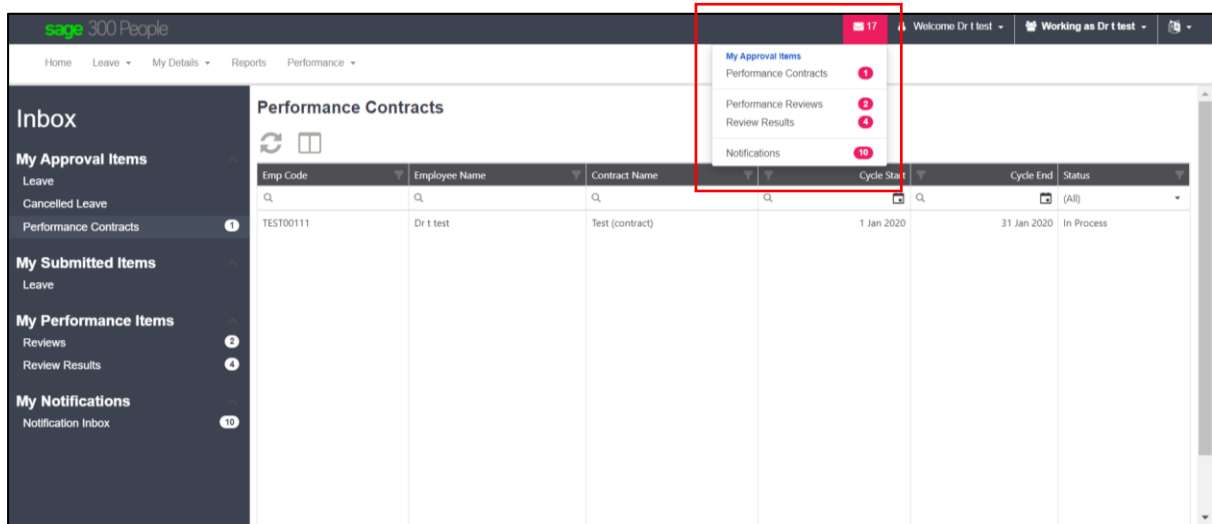 sage 300 People
17
Welcome Dr t test
Working as Dr t test
Home Leave My Details Reports Performance
My Approval Items
Performance Contracts 1
Performance Reviews 2
Review Results 4
Notifications 10
Inbox
My Approval Items
Leave
Cancelled Leave
Performance Contracts 1
My Submitted Items
Leave
My Performance Items
Reviews 2
Review Results 4
My Notifications
Notification Inbox 10
Performance Contracts
Emp Code Employee Name Contract Name Cycle Start Cycle End Status
(All)
TEST00111 Dr t test Test (contract) 1 Jan 2020 31 Jan 2020 In Process